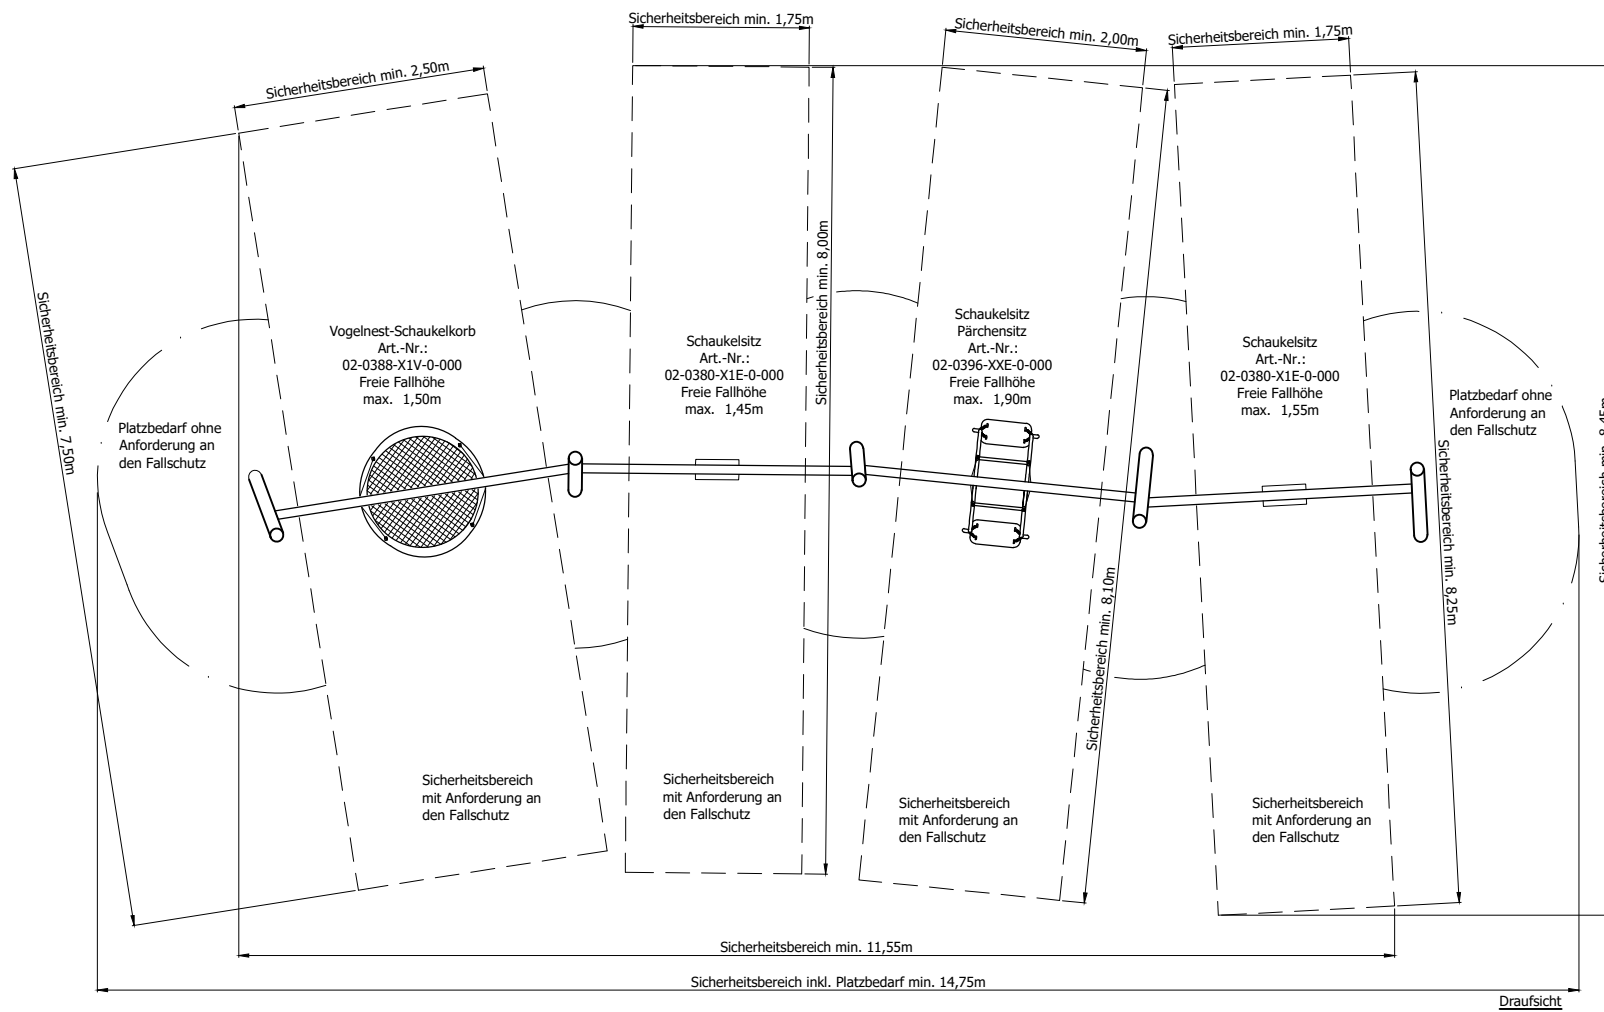 Sicherheitsbereich min. 1,75m
Sicherheitsbereich min. 2,00m
Sicherheitsbereich min. 1,75m
Sicherheitsbereich min. 2,50m
Sicherheitsbereich min. 7,50m
Sicherheitsbereich min. 8,00m
Sicherheitsbereich min. 8,10m
Sicherheitsbereich min. 8,25m
Sicherheitsbereich min. 8,45m
Vogelnest-Schaukelkorb
Art.-Nr.:
02-0388-X1V-0-000
Freie Fallhöhe
max. 1,50m
Schaukelsitz
Art.-Nr.:
02-0380-X1E-0-000
Freie Fallhöhe
max. 1,45m
Schaukelsitz
Pärchensitz
Art.-Nr.:
02-0396-XXE-0-000
Freie Fallhöhe
max. 1,90m
Schaukelsitz
Art.-Nr.:
02-0380-X1E-0-000
Freie Fallhöhe
max. 1,55m
Platzbedarf ohne
Anforderung an
den Fallschutz
Platzbedarf ohne
Anforderung an
den Fallschutz
Sicherheitsbereich
mit Anforderung an
den Fallschutz
Sicherheitsbereich
mit Anforderung an
den Fallschutz
Sicherheitsbereich
mit Anforderung an
den Fallschutz
Sicherheitsbereich
mit Anforderung an
den Fallschutz
Sicherheitsbereich min. 11,55m
Sicherheitsbereich inkl. Platzbedarf min. 14,75m
Draufsicht